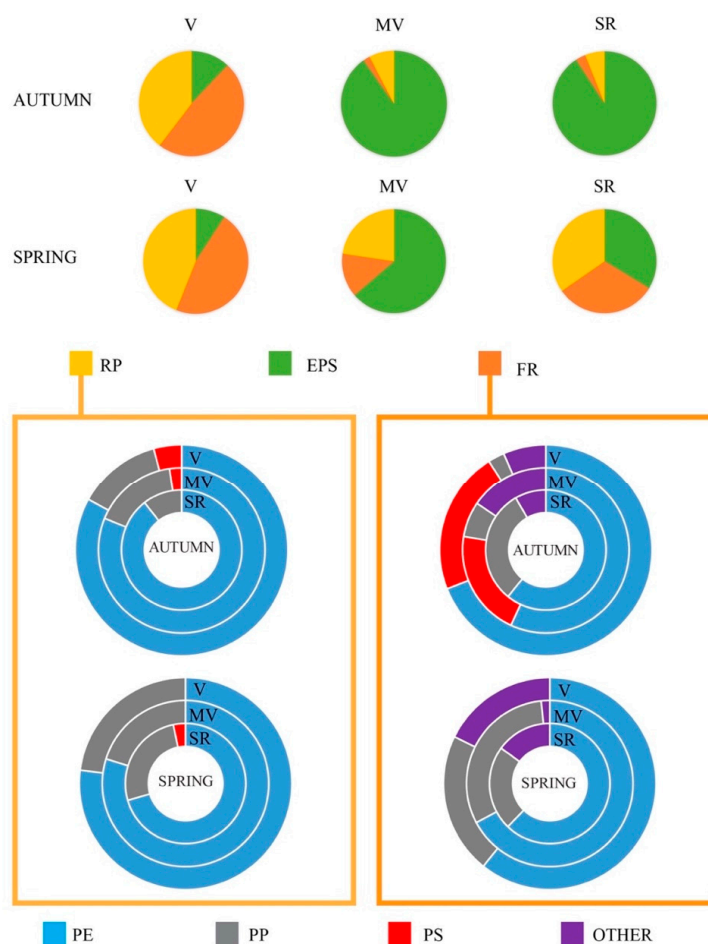 V MV SR
AUTUMN
V MV SR
SPRING
RP EPS FR
V
MV
SR
AUTUMN
V
MV
SR
SPRING
V
MV
SR
AUTUMN
V
MV
SR
SPRING
PE PP PS OTHER